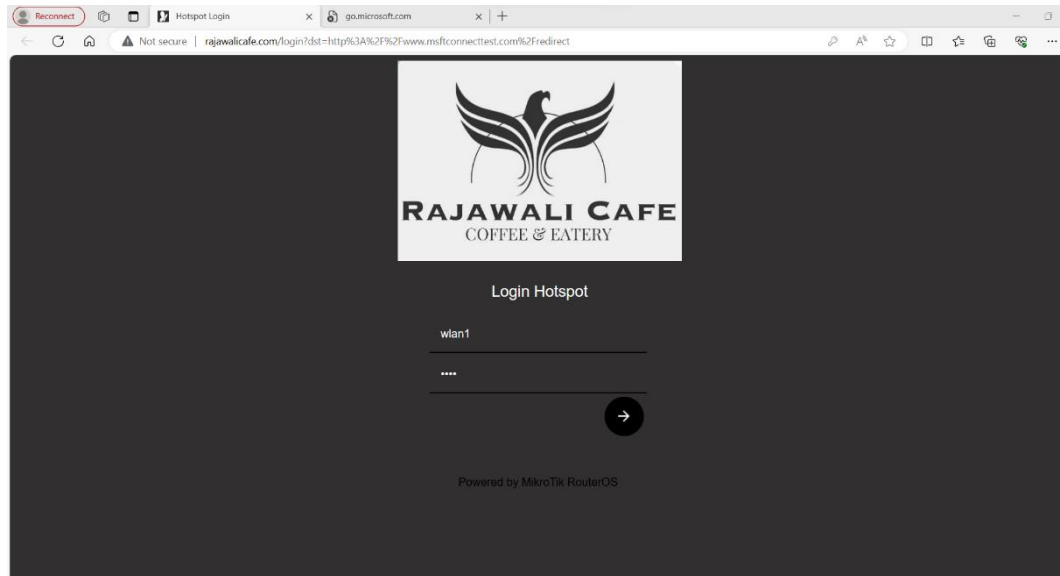 Reconnect
Hotspot Login
go.microsoft.com
Not secure
rajawalicafe.com/login?dst=http%3A%2F%2Fwww.msftconnecttest.com%2Fredirect
RAJAWALI CAFE
COFFEE & EATERY
Login Hotspot
wlan1
••••
Powered by MikroTik RouterOS